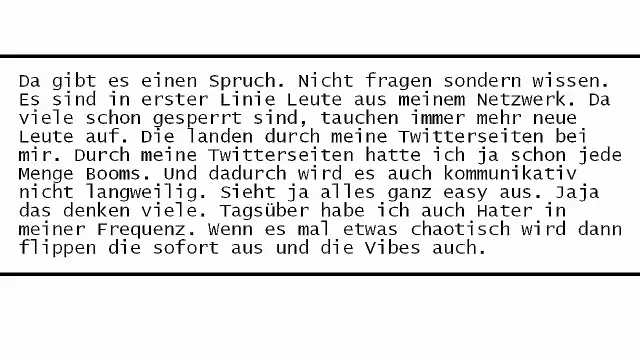 Da gibt es einen Spruch. Nicht fragen sondern wissen.
Es sind in erster Linie Leute aus meinem Netzwerk. Da
viele schon gesperrt sind, tauchen immer mehr neue
Leute auf. Die landen durch meine Twitterseiten bei
mir. Durch meine Twitterseiten hatte ich ja schon jede
Menge Booms. Und dadurch wird es auch kommunikativ
nicht langweilig. Sieht ja alles ganz easy aus. Jaja
das denken viele. Tagsüber habe ich auch Hater in
meiner Frequenz. Wenn es mal etwas chaotisch wird dann
flippen die sofort aus und die Vibes auch.